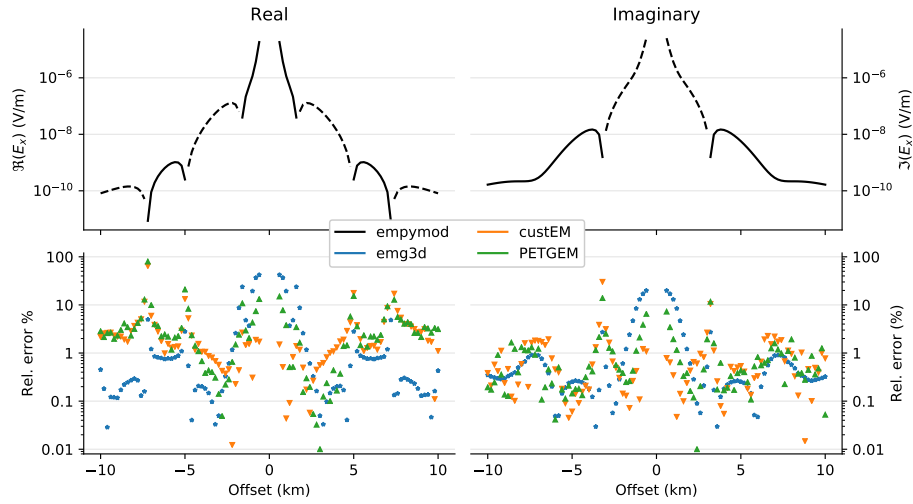 Real
Imaginary
ℜ(Eₓ) (V/m)
10⁻⁶
10⁻⁸
10⁻¹⁰
10⁻⁶
10⁻⁸
10⁻¹⁰
ℑ(Eₓ) (V/m)
empymod
emg3d
custEM
PETGEM
Rel. error %
100
10
1
0.1
0.01
100
10
1
0.1
0.01
Rel. error (%)
−10 −5 0 5 10
−10 −5 0 5 10
Offset (km)
Offset (km)